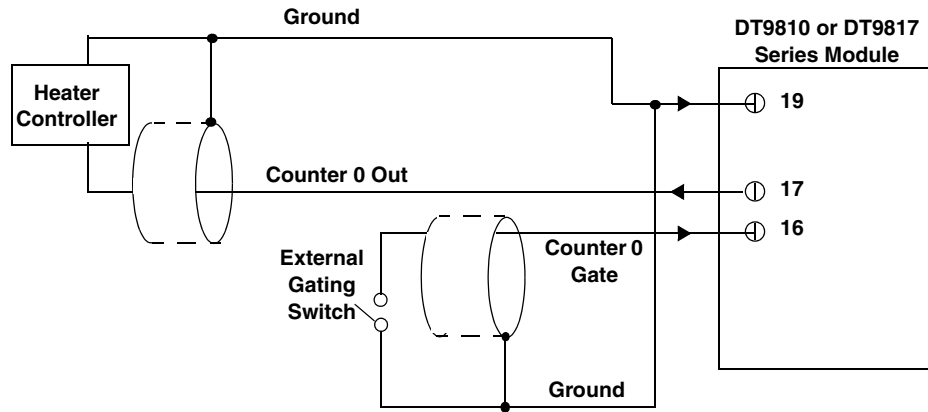 Ground
DT9810 or DT9817
Series Module
Heater
Controller
19
Counter 0 Out
17
16
External
Gating
Switch
Counter 0
Gate
Ground